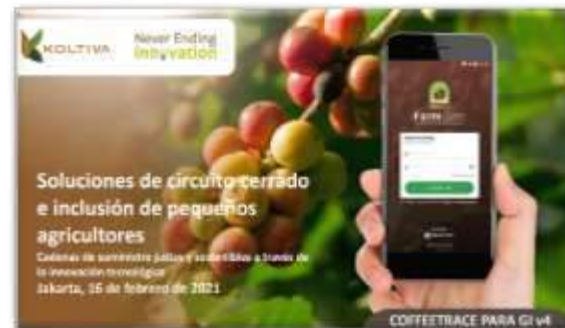 KOLTIVA
Never Ending
Innovation
Soluciones de circuito cerrado
e inclusión de pequeños
agricultores
Cadenas de suministro justas y sostenibles a través de
la innovación tecnológica
Jakarta, 16 de febrero de 2021
COFFEETRACE PARA GI v4